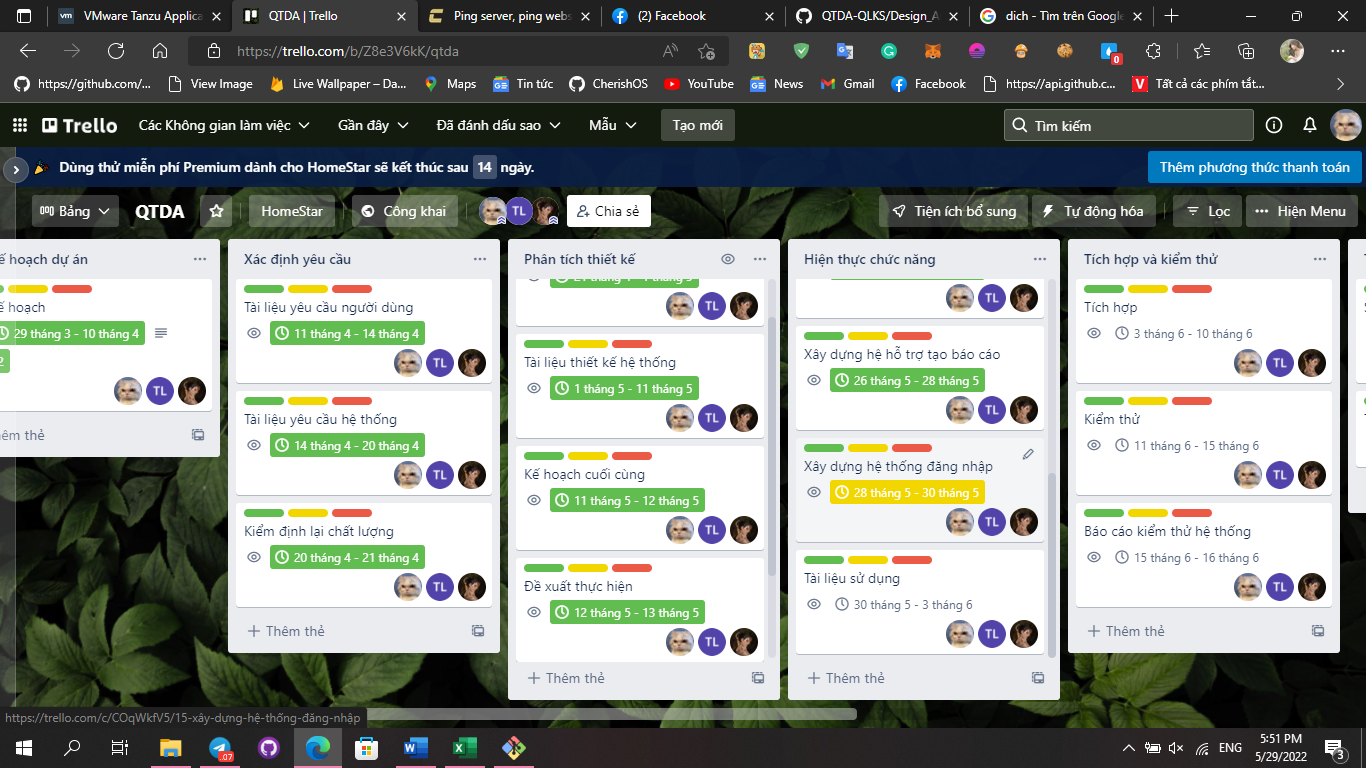 VMware Tanzu Applica
QTDA | Trello
Ping server, ping webs
(2) Facebook
QTDA-QLKS/Design_A
dich - Tìm trên Google
https://trello.com/b/Z8e3V6kK/qtda
0
https://github.com/...
View Image
Live Wallpaper – Da...
Maps
Tin tức
CherishOS
YouTube
News
Gmail
Facebook
https://api.github.c...
Tất cả các phím tắt...
Trello
Các Không gian làm việc
Gần đây
Đã đánh dấu sao
Mẫu
Tạo mới
Tìm kiếm
Dùng thử miễn phí Premium dành cho HomeStar sẽ kết thúc sau 14 ngày.
Thêm phương thức thanh toán
Bảng
QTDA
HomeStar
Công khai
TL
Chia sẻ
Tiện ích bổ sung
Tự động hóa
Lọc
Hiện Menu
ế hoạch dự án
ế hoạch
29 tháng 3 - 10 tháng 4
2
TL
hêm thẻ
Xác định yêu cầu
Tài liệu yêu cầu người dùng
11 tháng 4 - 14 tháng 4
TL
Tài liệu yêu cầu hệ thống
14 tháng 4 - 20 tháng 4
TL
Kiểm định lại chất lượng
20 tháng 4 - 21 tháng 4
TL
Thêm thẻ
Phân tích thiết kế
TL
Tài liệu thiết kế hệ thống
1 tháng 5 - 11 tháng 5
TL
Kế hoạch cuối cùng
11 tháng 5 - 12 tháng 5
TL
Đề xuất thực hiện
12 tháng 5 - 13 tháng 5
TL
Thêm thẻ
Hiện thực chức năng
TL
Xây dựng hệ hỗ trợ tạo báo cáo
26 tháng 5 - 28 tháng 5
TL
Xây dựng hệ thống đăng nhập
28 tháng 5 - 30 tháng 5
TL
Tài liệu sử dụng
30 tháng 5 - 3 tháng 6
TL
Thêm thẻ
Tích hợp và kiểm thử
Tích hợp
3 tháng 6 - 10 tháng 6
TL
Kiểm thử
11 tháng 6 - 15 tháng 6
TL
Báo cáo kiểm thử hệ thống
15 tháng 6 - 16 tháng 6
TL
Thêm thẻ
https://trello.com/c/COqWkfV5/15-xây-dựng-hệ-thống-đăng-nhập
.07
ENG
5:51 PM
5/29/2022
3